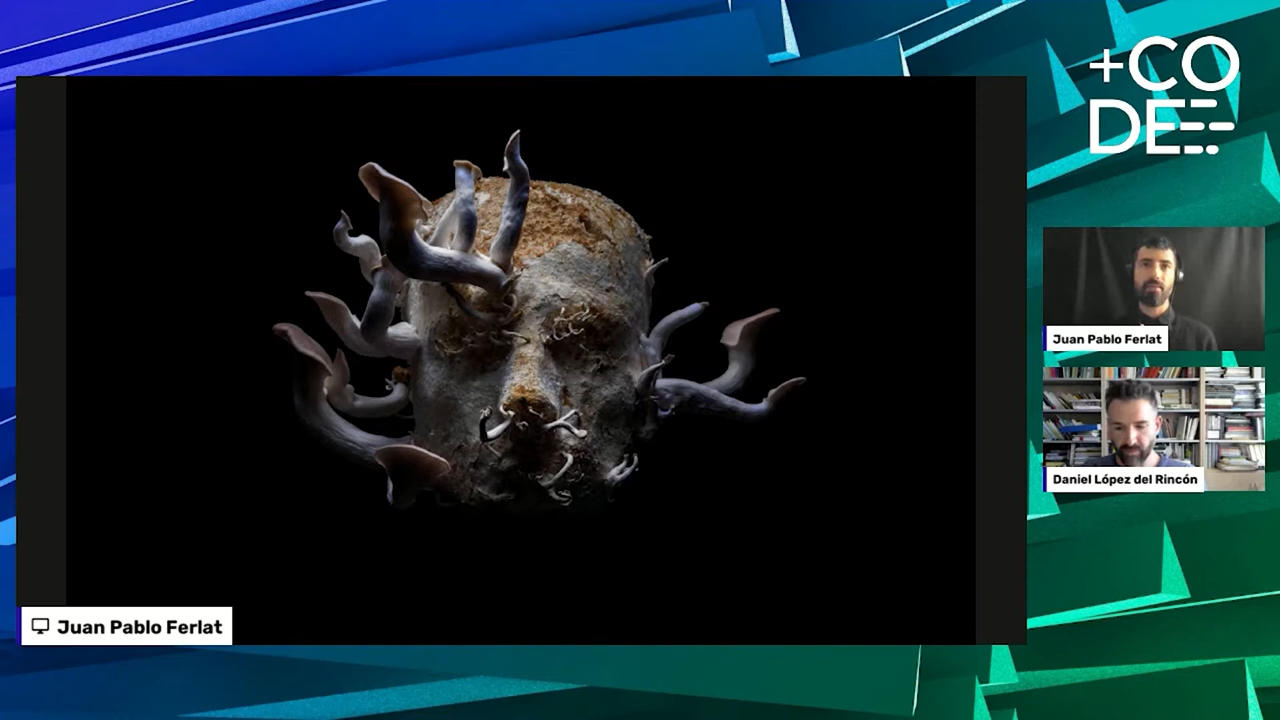 +CO
DE
Juan Pablo Ferlat
Daniel López del Rincón
Juan Pablo Ferlat